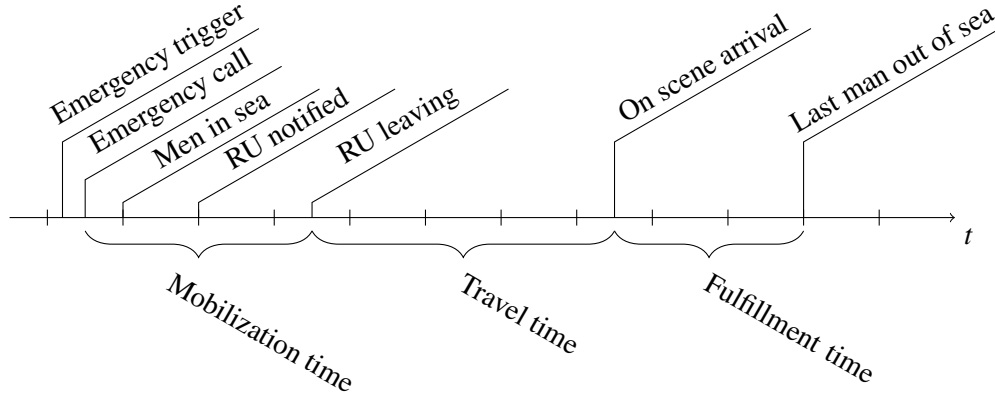 Emergency trigger
Emergency call
Men in sea
RU notified
RU leaving
On scene arrival
Last man out of sea
t
Mobilization time
Travel time
Fulfillment time